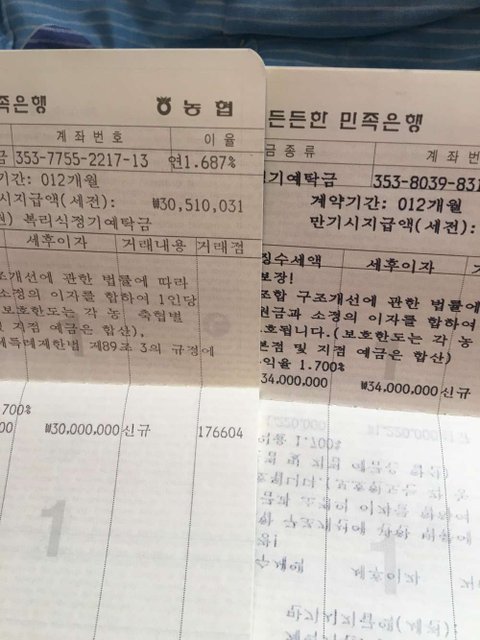 족은행 농협
계좌번호 이율
금 353-7755-2217-13 연1.687%
기간: 012개월
시지급액(세전): ₩30,510,031
복리식정기예탁금
세후이자 거래내용 거래점
조개선에 관한 법률에 따라
소정의 이자를 합하여 1인당
보호한도는 각 농·축협별
및 지점 예금은 합산),
세특례제한법 제89조 3의 규정에
.700%
00 ₩30,000,000 신규 176604
1
든든한 민족은행
금종류 계좌번
기예탁금 353-8039-831
계약기간: 012개월
만기시지급액(세전):
징수세액 세후이자
보장!
조합 구조개선에 관한 법률에
원금과 소정의 이자를 합하여
호됩니다.(보호한도는 각 농
본점 및 지점 예금은 합산)
익율 1.700%
34,000,000 ₩34,000,000 신규
1